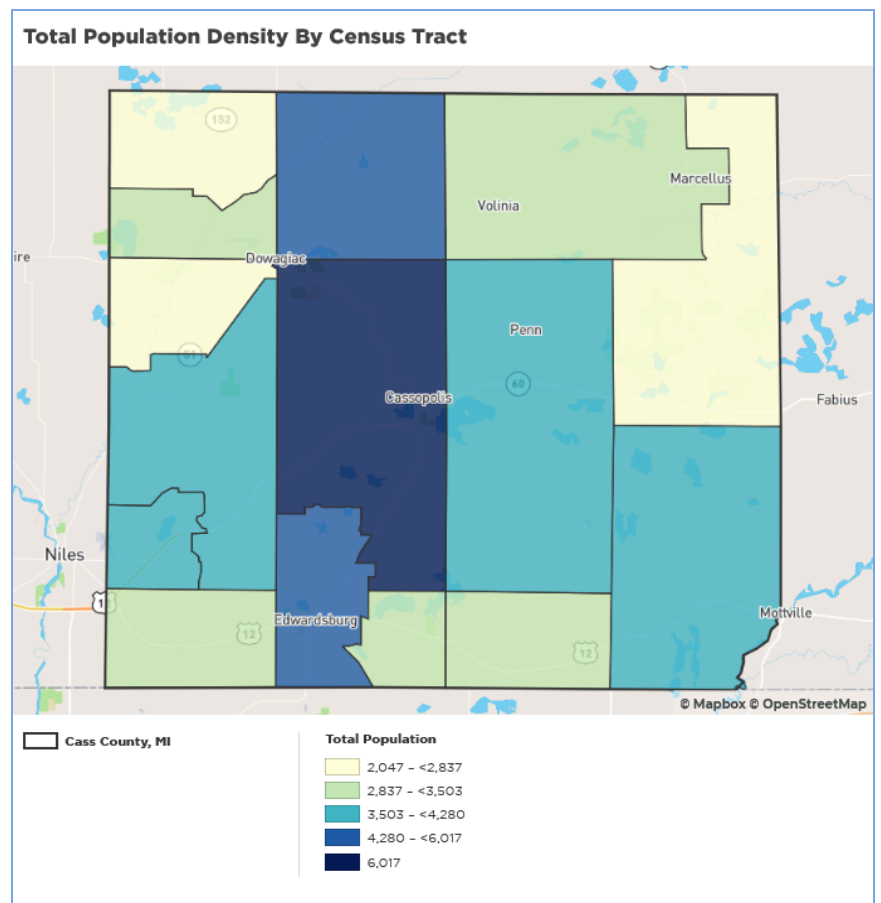 Total Population Density By Census Tract
152
Marcellus
Volinia
ire
Dowagiac
Penn
51
60
Cassopolis
Fabius
Niles
Mottville
Edwardsburg
12
12
© Mapbox © OpenStreetMap
Cass County, MI
Total Population
2,047 – <2,837
2,837 – <3,503
3,503 – <4,280
4,280 – <6,017
6,017